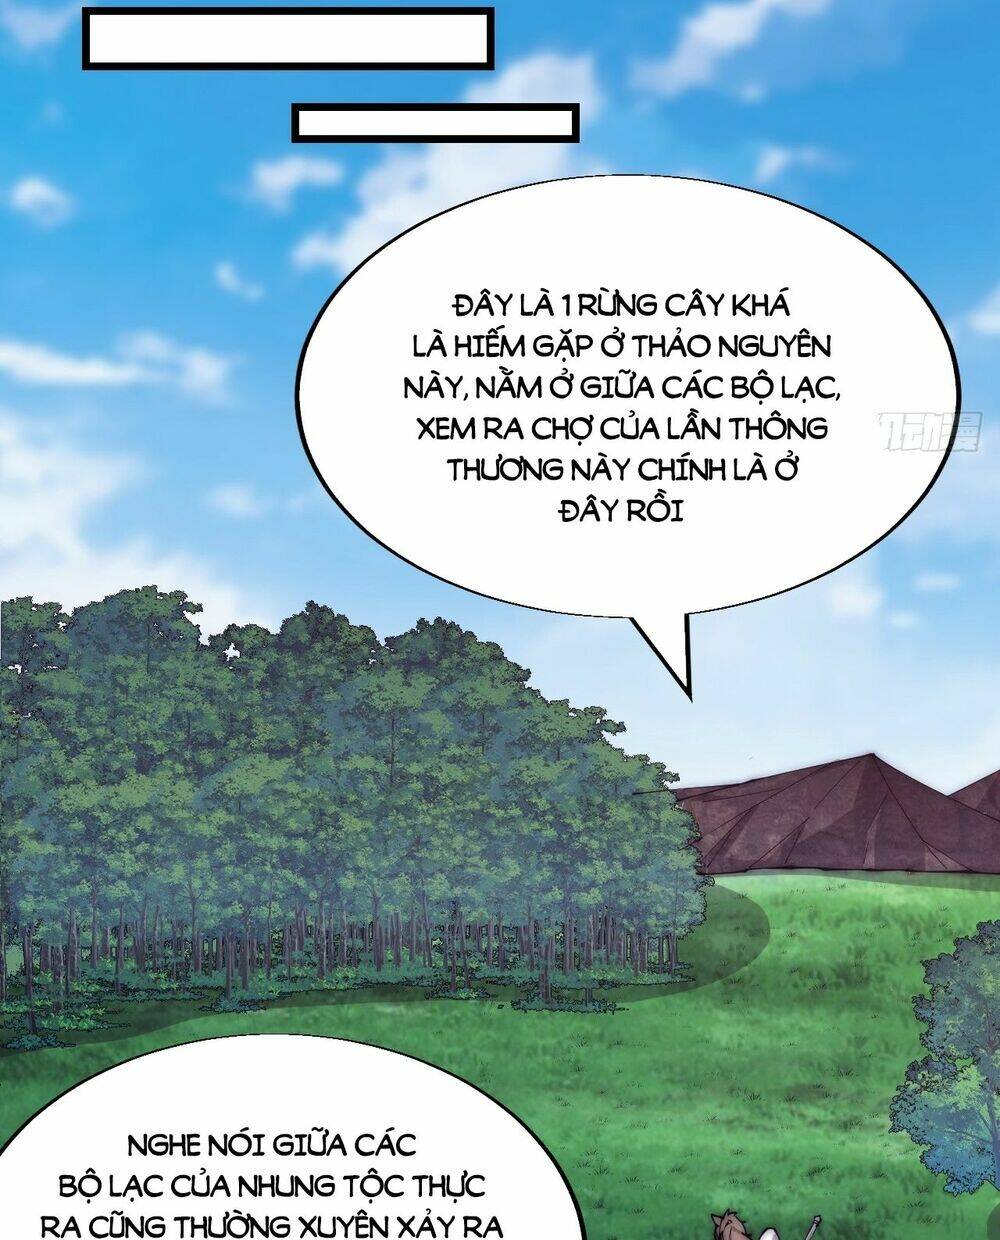 ĐÂY LÀ 1 RỪNG CÂY KHÁ
LÀ HIẾM GẶP Ở THẢO NGUYÊN
NÀY, NẰM Ở GIỮA CÁC BỘ LẠC,
XEM RA CHỢ CỦA LẦN THÔNG
THƯƠNG NÀY CHÍNH LÀ Ở
ĐÂY RỒI
NGHE NÓI GIỮA CÁC
BỘ LẠC CỦA NHUNG TỘC THỰC
RA CŨNG THƯỜNG XUYÊN XẢY RA